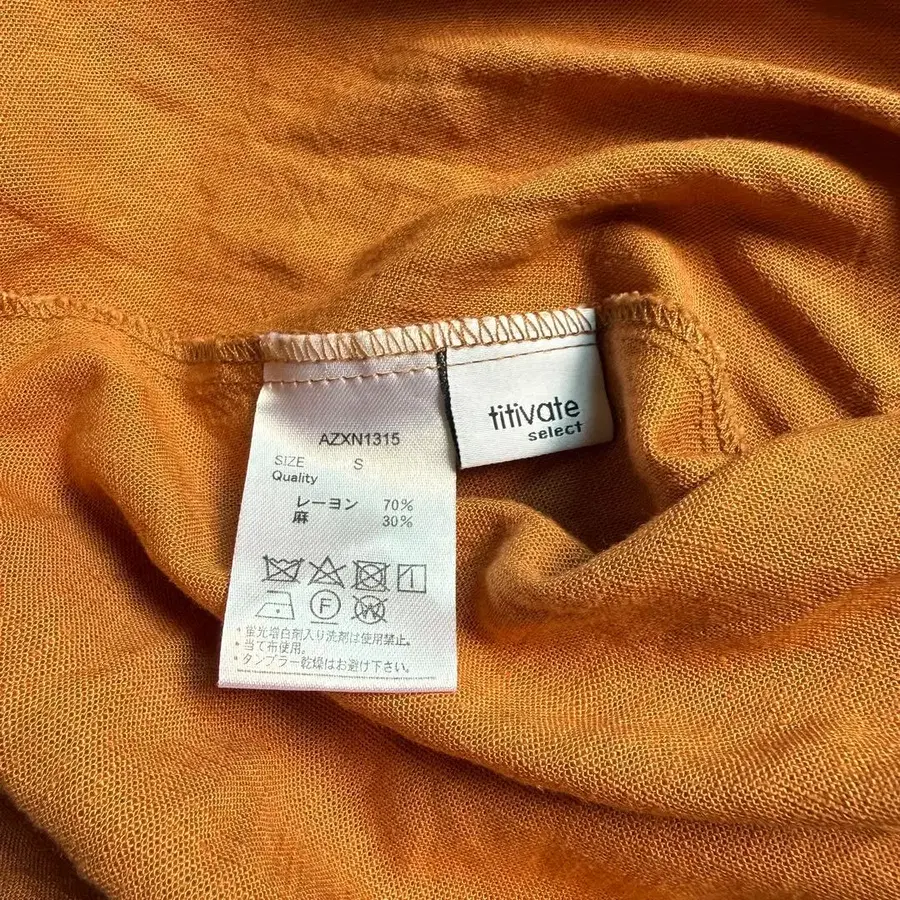 AZXN1315
SIZE S
Quality
レーヨン 70%
麻 30%
F W
*蛍光増白剤入り洗剤は使用禁止。
*当て布使用。
*タンブラー乾燥はお避け下さい。
titivate
select